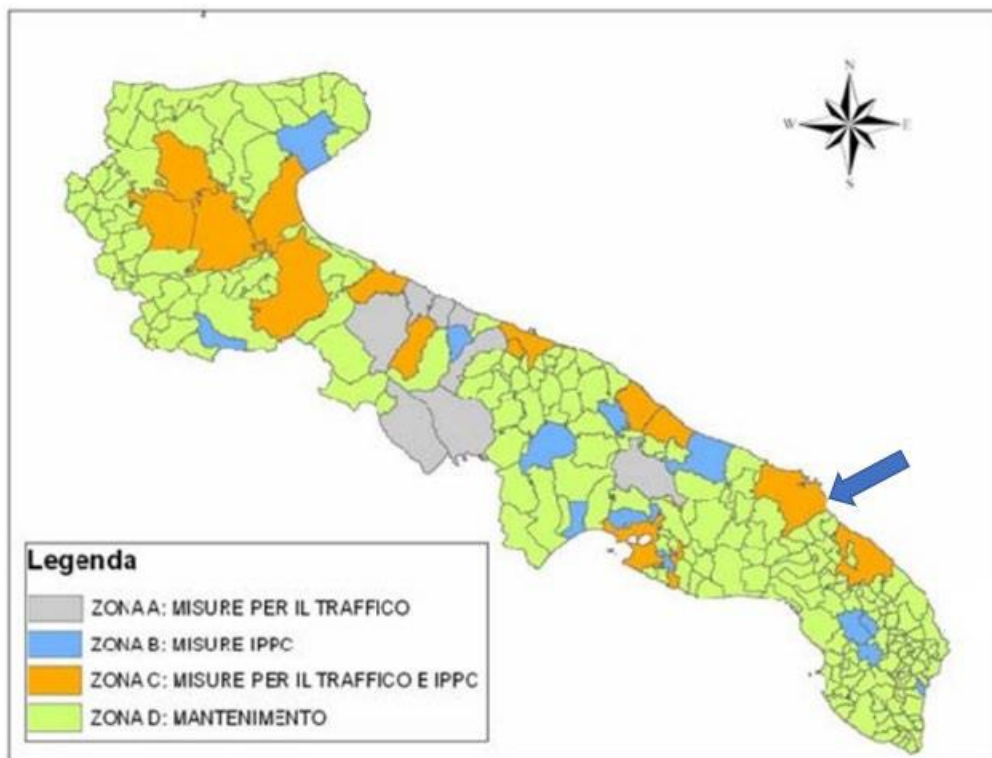 N
W E
S
Legenda
ZONA A: MISURE PER IL TRAFFICO
ZONA B: MISURE IPPC
ZONA C: MISURE PER IL TRAFFICO E IPPC
ZONA D: MANTENIMENTO